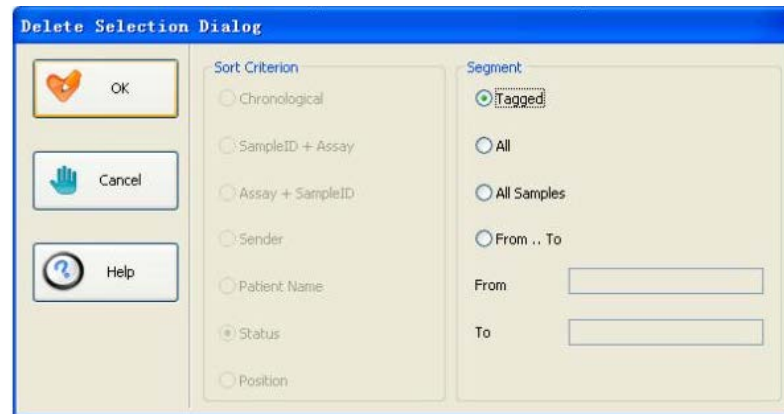 Delete Selection Dialog
OK
Cancel
Help
Sort Criterion
Chronological
SampleID + Assay
Assay + SampleID
Sender
Patient Name
Status
Position
Segment
Tagged
All
All Samples
From .. To
From
To